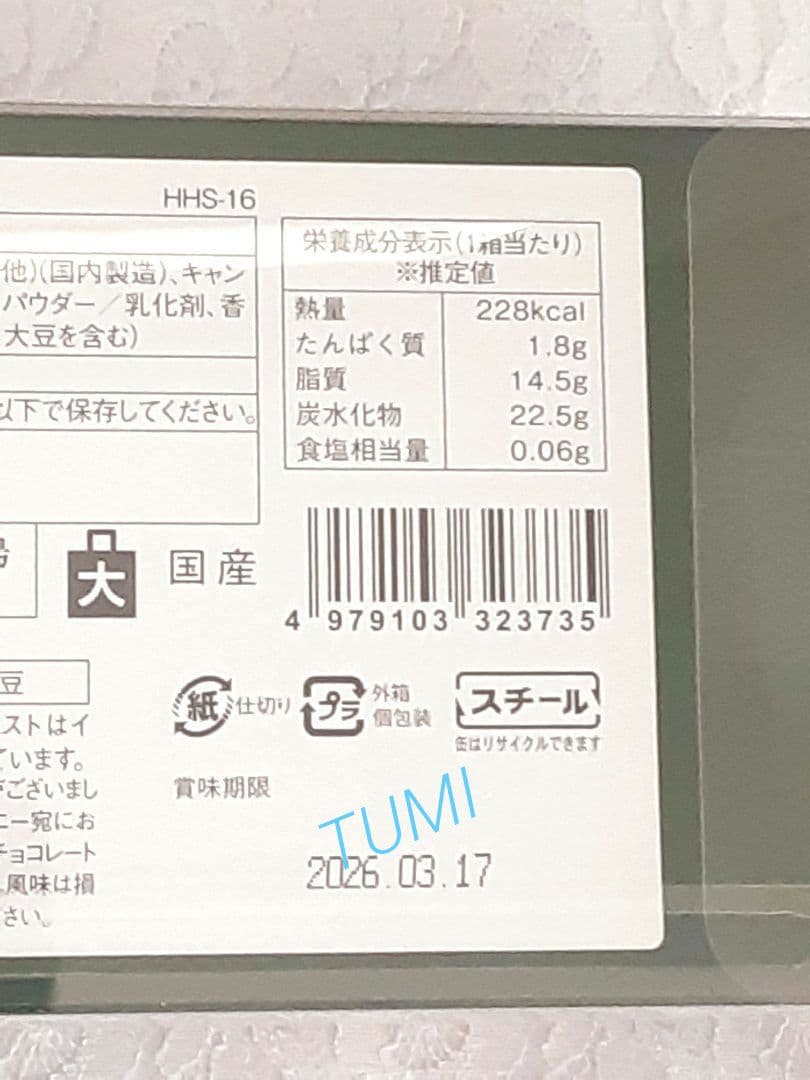 HHS-16
他)(国内製造)、キャン
パウダー／乳化剤、香
大豆を含む)
以下で保存してください。
栄養成分表示(1箱当たり)
※推定値
熱量 228kcal
たんぱく質 1.8g
脂質 14.5g
炭水化物 22.5g
食塩相当量 0.06g
大
国産
4 979103 323735
豆
紙 仕切り
プラ 外箱 個包装
スチール
缶はリサイクルできます
ストはイ
ています。
ございまし
ニー宛にお
チョコレート
風味は損
さい。
賞味期限
TUMI
2026.03.17